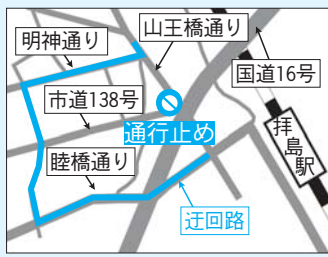 明神通り
山王橋通り
国道16号
市道138号
通行止め
睦橋通り
拝島駅
迂回路